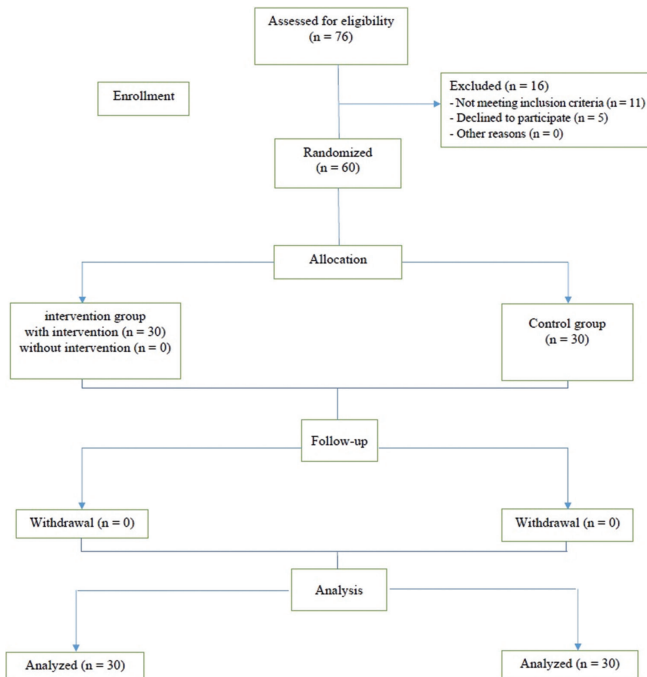 Assessed for eligibility
(n = 76)
Enrollment
Excluded (n = 16)
- Not meeting inclusion criteria (n = 11)
- Declined to participate (n = 5)
- Other reasons (n = 0)
Randomized
(n = 60)
Allocation
intervention group
with intervention (n = 30)
without intervention (n = 0)
Control group
(n = 30)
Follow-up
Withdrawal (n = 0)
Withdrawal (n = 0)
Analysis
Analyzed (n = 30)
Analyzed (n = 30)